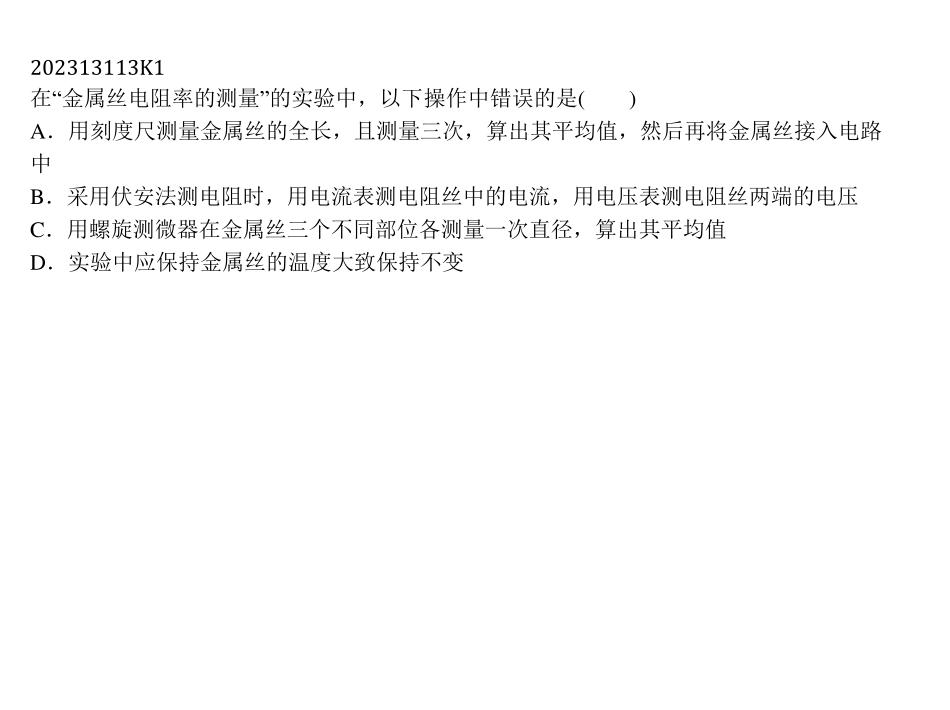 202313113K1
在“金属丝电阻率的测量”的实验中，以下操作中错误的是(　　)
A．用刻度尺测量金属丝的全长，且测量三次，算出其平均值，然后再将金属丝接入电路
中
B．采用伏安法测电阻时，用电流表测电阻丝中的电流，用电压表测电阻丝两端的电压
C．用螺旋测微器在金属丝三个不同部位各测量一次直径，算出其平均值
D．实验中应保持金属丝的温度大致保持不变